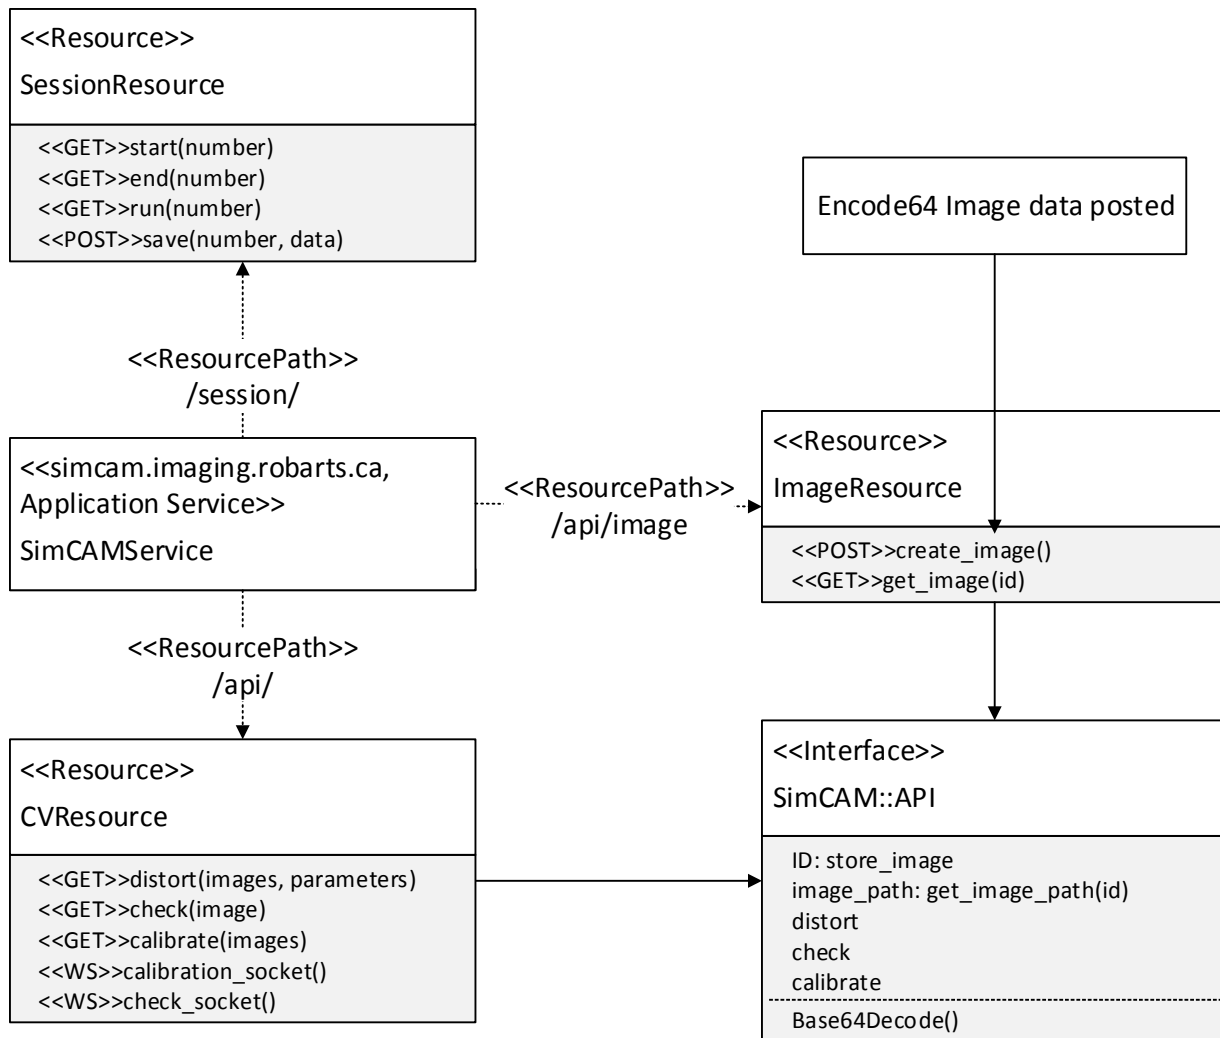 <<Resource>>
SessionResource
<<GET>>start(number)
<<GET>>end(number)
<<GET>>run(number)
<<POST>>save(number, data)
Encode64 Image data posted
<<ResourcePath>>
/session/
<<simcam.imaging.robarts.ca,
Application Service>>
SimCAMService
<<ResourcePath>>
/api/image
<<Resource>>
ImageResource
<<POST>>create_image()
<<GET>>get_image(id)
<<ResourcePath>>
/api/
<<Resource>>
CVResource
<<GET>>distort(images, parameters)
<<GET>>check(image)
<<GET>>calibrate(images)
<<WS>>calibration_socket()
<<WS>>check_socket()
<<Interface>>
SimCAM::API
ID: store_image
image_path: get_image_path(id)
distort
check
calibrate
Base64Decode()